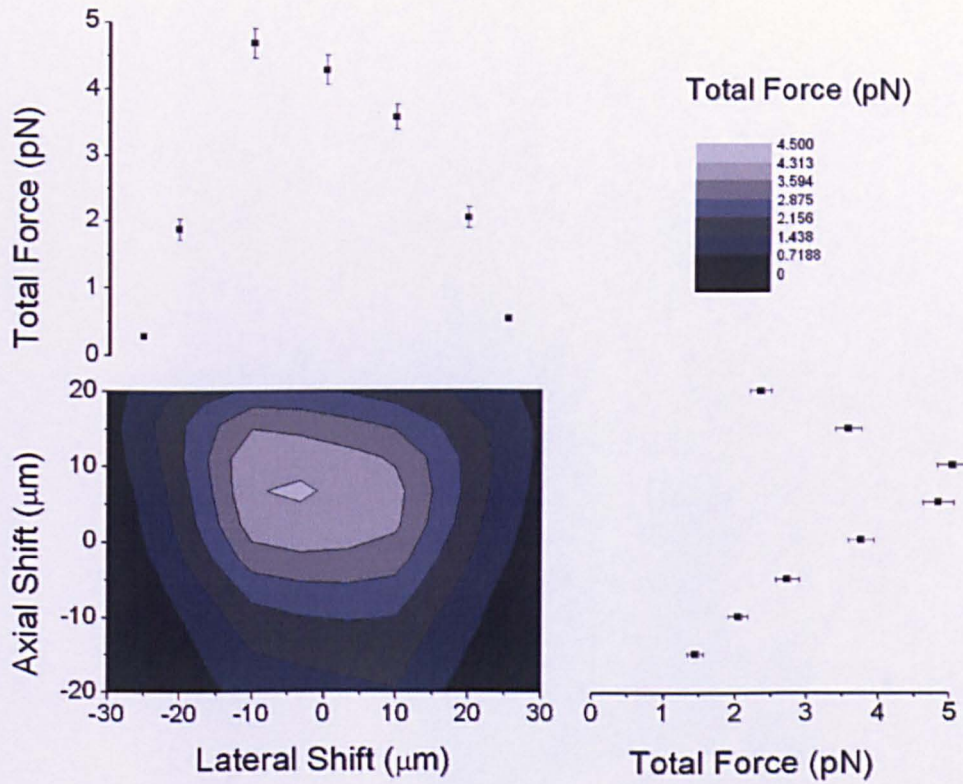 5
4
3
2
1
0
Total Force (pN)
Total Force (pN)
4.500
4.313
3.594
2.875
2.156
1.438
0.7188
0
20
10
0
-10
-20
Axial Shift (μm)
-30 -20 -10 0 10 20 30
Lateral Shift (μm)
0 1 2 3 4 5
Total Force (pN)